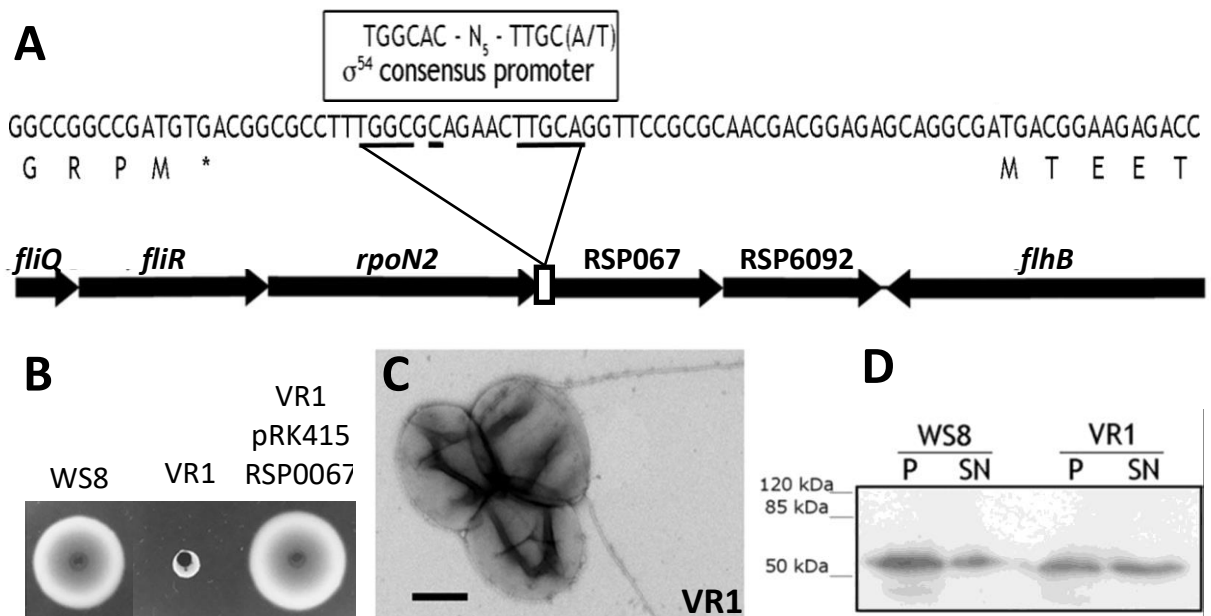 A
TGGCAC - N5 - TTGC(A/T)
σ54 consensus promoter
GGCCGGCCGATGTGACGGCGCCTTTTGGCGCAGAACTTGCAGGTTCCGCGCAACGACGGAGAGCAGGCGATGACGGAAGAGACC
G R P M * M T E E T
fliQ fliR rpoN2 RSP067 RSP6092 flhB
B
WS8
VR1
VR1
pRK415
RSP0067
C
VR1
D
WS8 VR1
P SN P SN
120 kDa
85 kDa
50 kDa